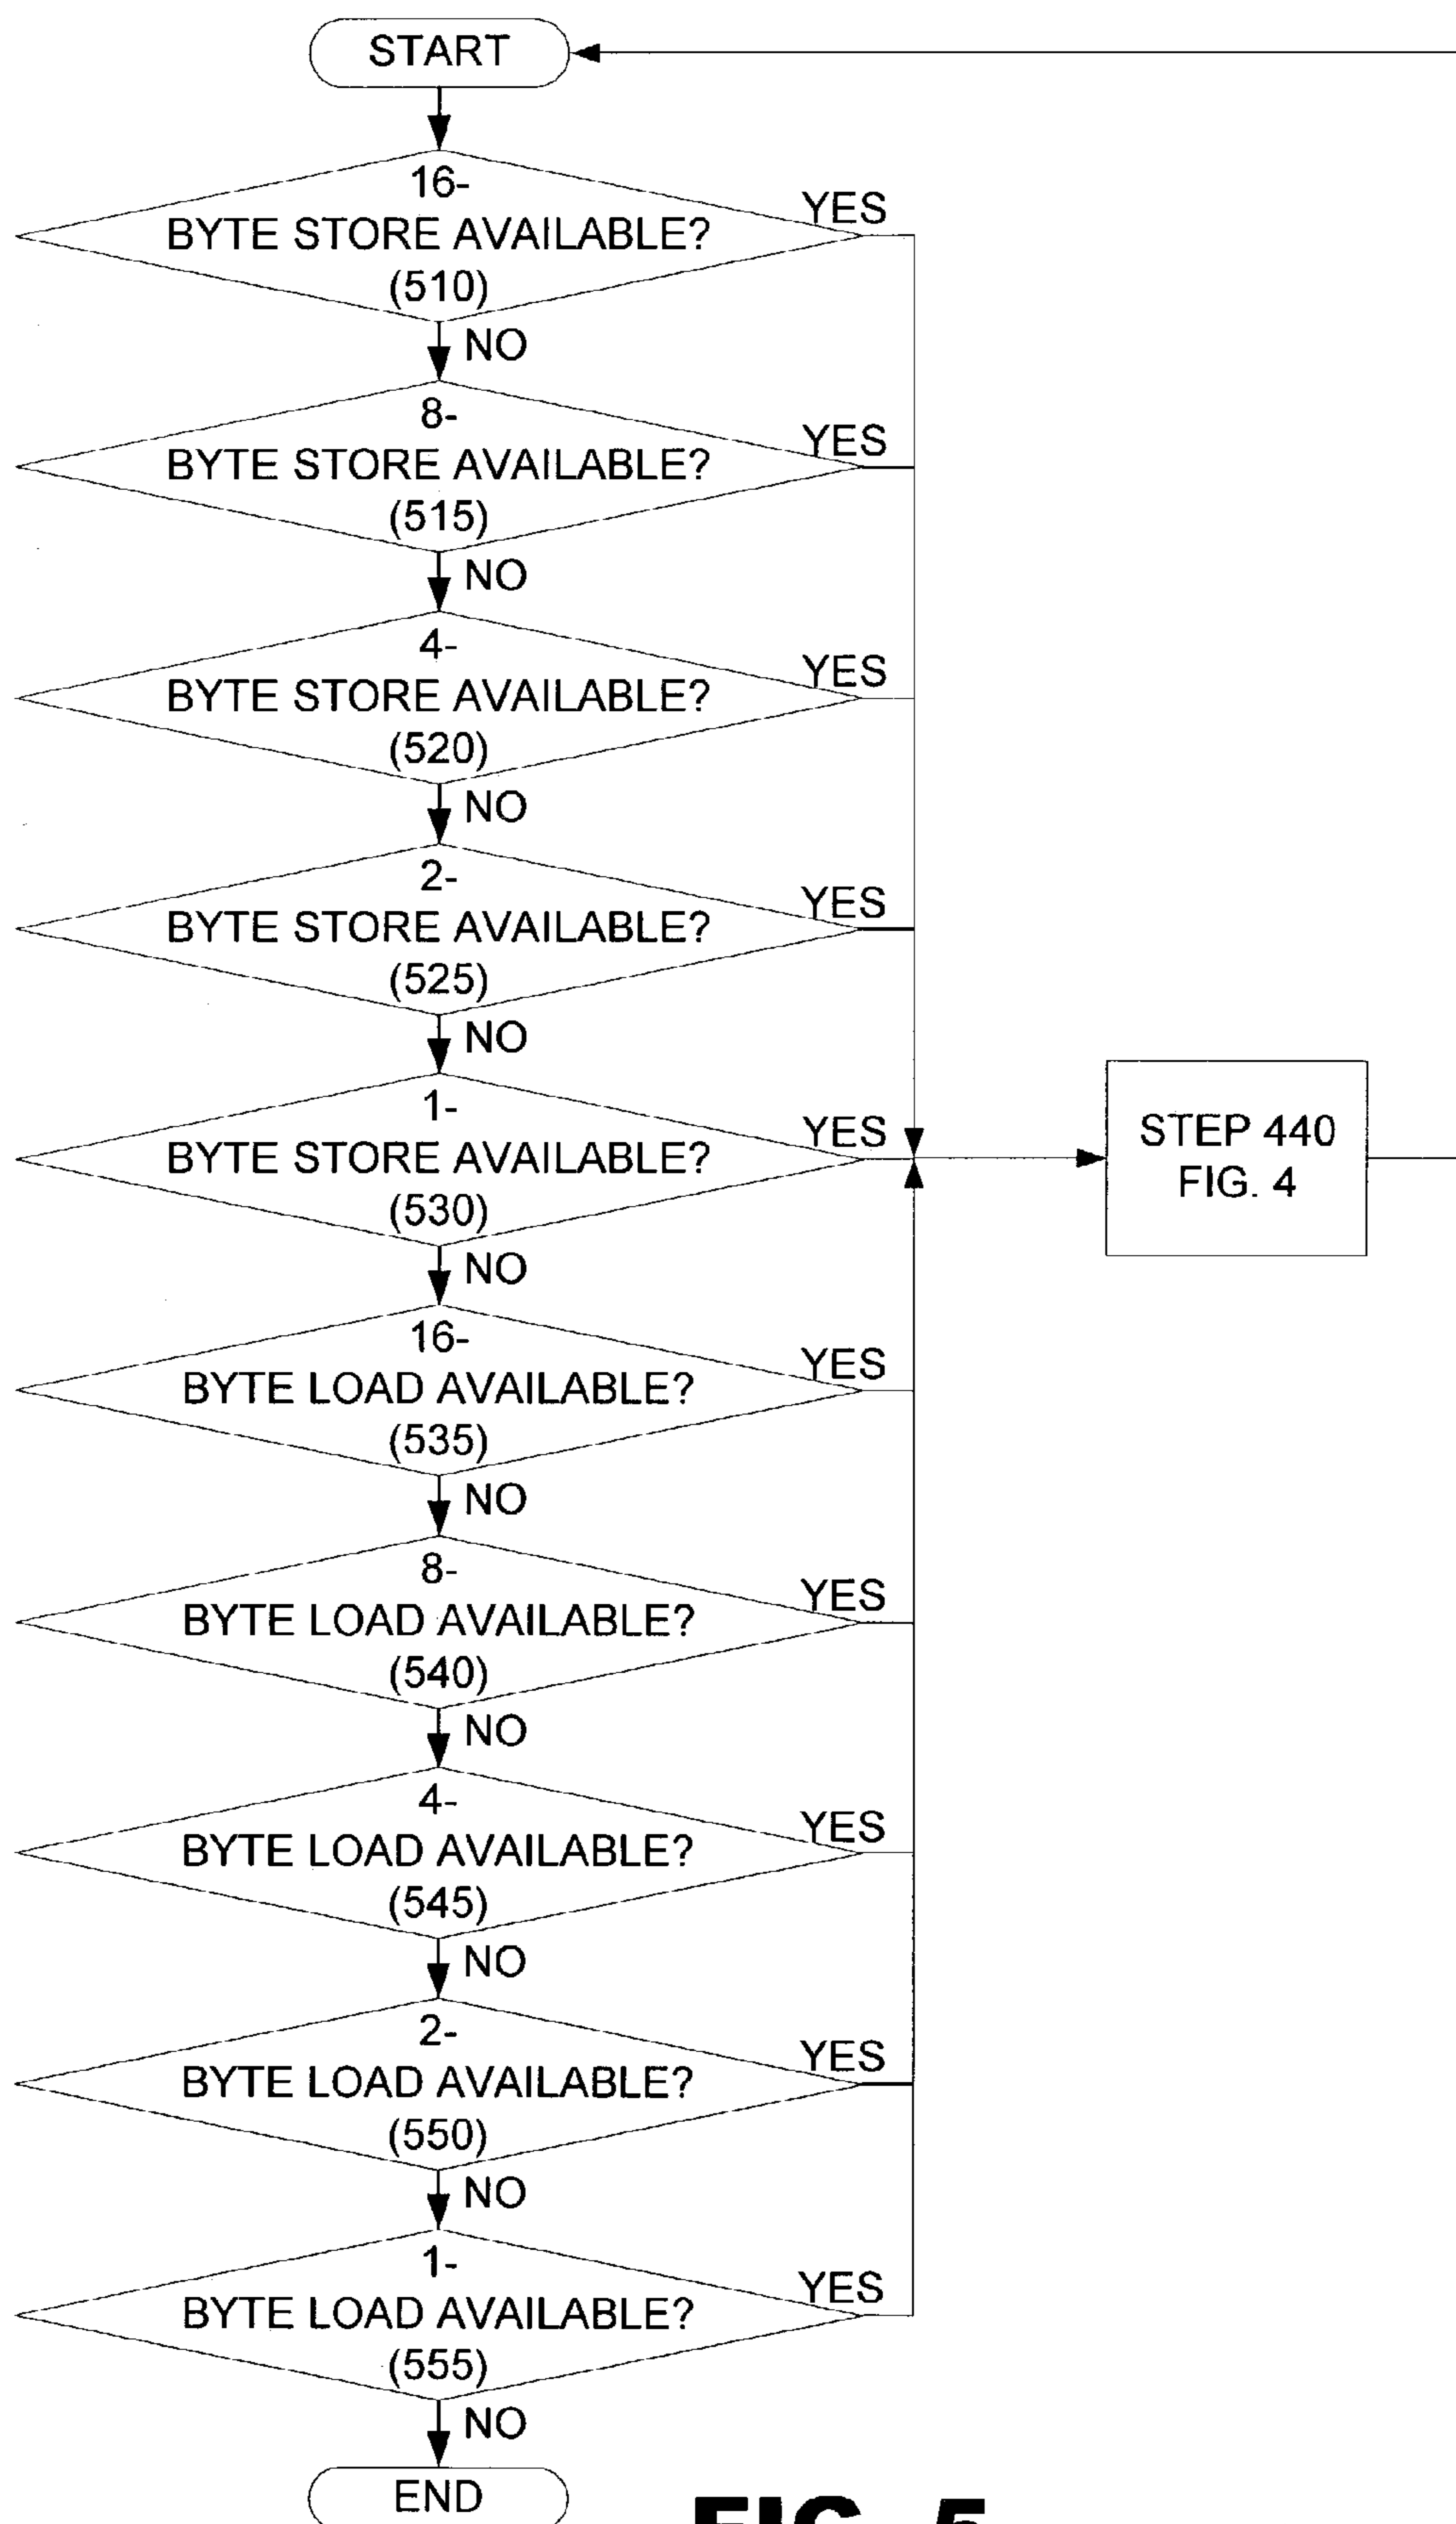 START
16-
BYTE STORE AVAILABLE?
(510)
YES
NO
8-
BYTE STORE AVAILABLE?
(515)
YES
NO
4-
BYTE STORE AVAILABLE?
(520)
YES
NO
2-
BYTE STORE AVAILABLE?
(525)
YES
NO
1-
BYTE STORE AVAILABLE?
(530)
YES
STEP 440
FIG. 4
NO
16-
BYTE LOAD AVAILABLE?
(535)
YES
NO
8-
BYTE LOAD AVAILABLE?
(540)
YES
NO
4-
BYTE LOAD AVAILABLE?
(545)
YES
NO
2-
BYTE LOAD AVAILABLE?
(550)
YES
NO
1-
BYTE LOAD AVAILABLE?
(555)
YES
NO
END
FIG. 5